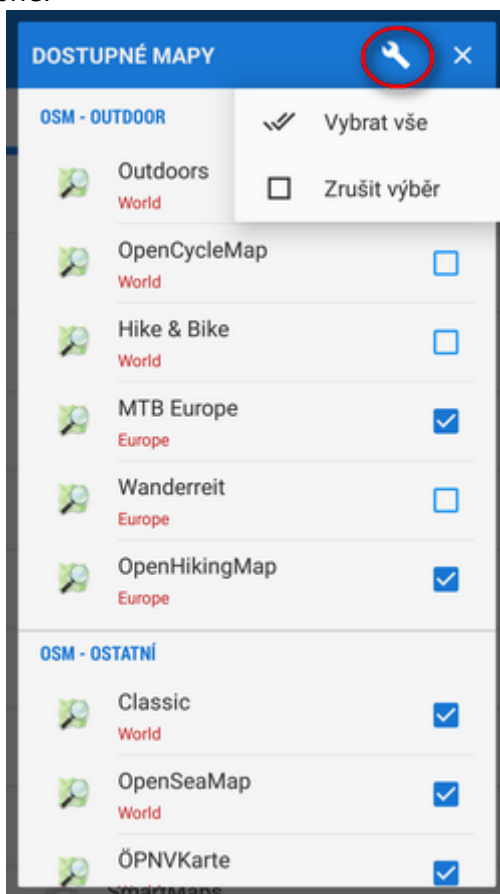 DOSTUPNÉ MAPY
OSM - OUTDOOR
Vybrat vše
Outdoors
World
Zrušit výběr
OpenCycleMap
World
Hike & Bike
World
MTB Europe
Europe
Wanderreit
Europe
OpenHikingMap
Europe
OSM - OSTATNÍ
Classic
World
OpenSeaMap
World
ÖPNVKarte